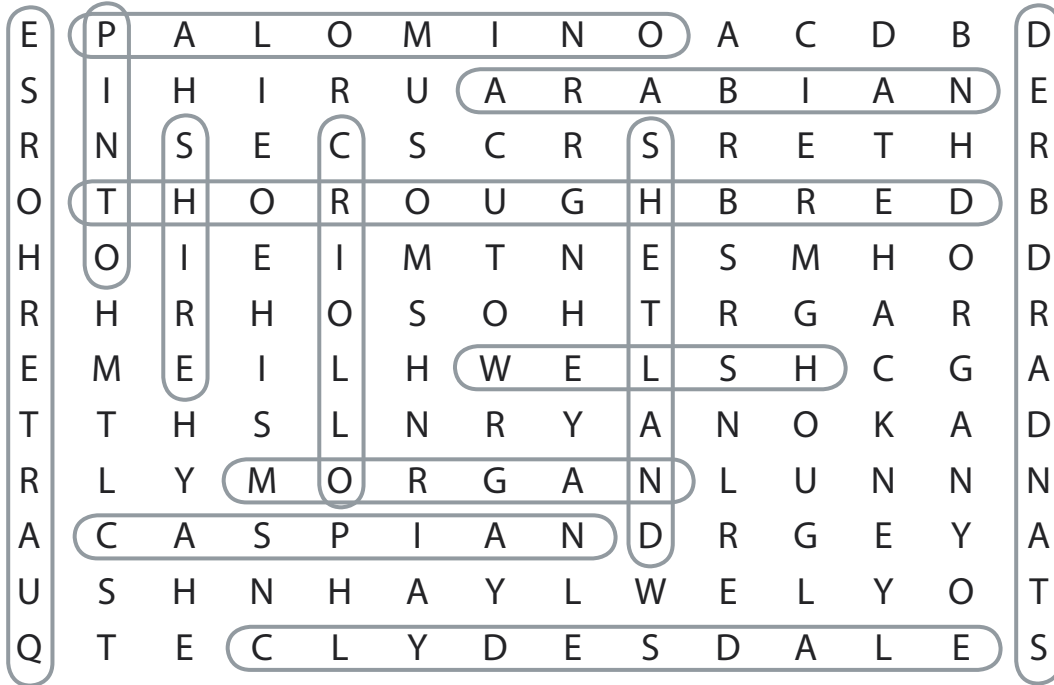 E P A L O M I N O A C D B D
S I H I R U A R A B I A N E
R N S E C S C R S R E T H R
O T H O R O U G H B R E D B
H O I E I M T N E S M H O D
R H R H O S O H T R G A R R
E M E I L H W E L S H C G A
T T H S L N R Y A N O K A D
R L Y M O R G A N L U N N N
A C A S P I A N D R G E Y A
U S H N H A Y L W E L Y O T
Q T E C L Y D E S D A L E S